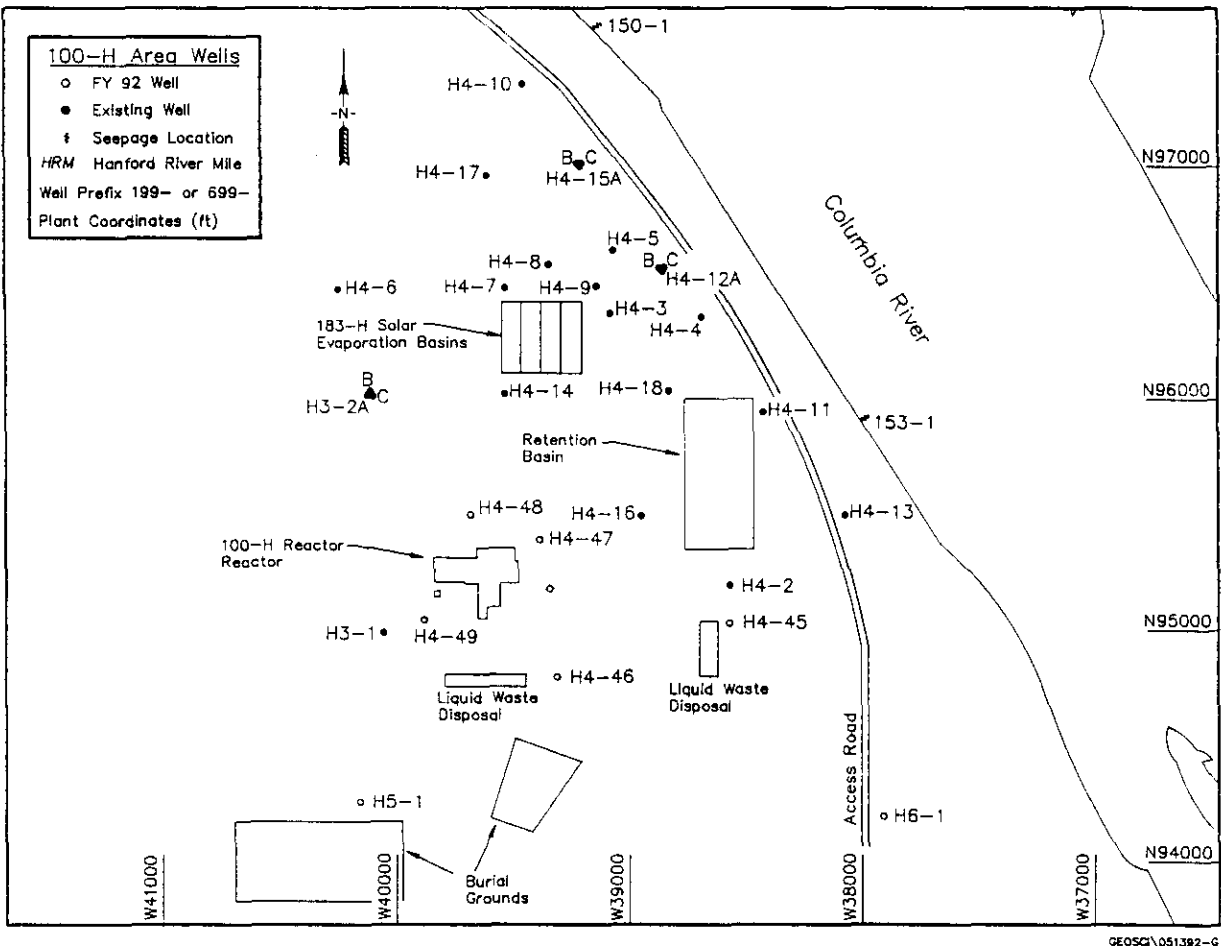 100-H Area Wells
FY 92 Well
Existing Well
Seepage Location
HRM Hanford River Mile
Well Prefix 199- or 699-
Plant Coordinates (ft)
-N-
150-1
H4-10
B C
H4-15A
H4-17
N97000
Columbia River
H4-5
B C
H4-12A
H4-8
H4-6
H4-7
H4-9
H4-3
H4-4
183-H Solar
Evaporation Basins
B
C
H3-2A
H4-14
H4-18
H4-11
N96000
153-1
Retention
Basin
H4-48
H4-16
H4-13
H4-47
100-H Reactor
Reactor
H4-2
H4-45
H3-1
H4-49
N95000
H4-46
Liquid Waste
Disposal
Liquid Waste
Disposal
Access Road
H5-1
H6-1
N94000
Burial
Grounds
W41000
W40000
W39000
W38000
W37000
GEOSCI\051392-G